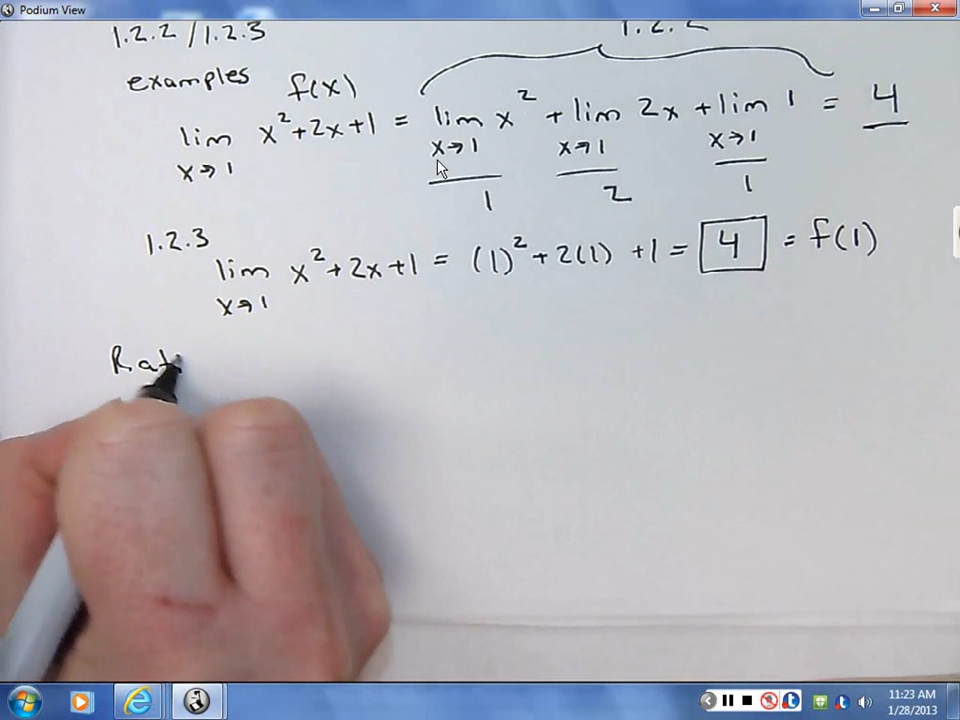 Podium View
1.2.2 / 1.2.3
1.2.2
examples
f(x)
lim x² + 2x + 1 = lim x² + lim 2x + lim 1 = 4
x→1 x→1 x→1 x→1
1 2 1
1.2.3
lim x² + 2x + 1 = (1)² + 2(1) + 1 = 4 = f(1)
x→1
Rat
11:23 AM
1/28/2013